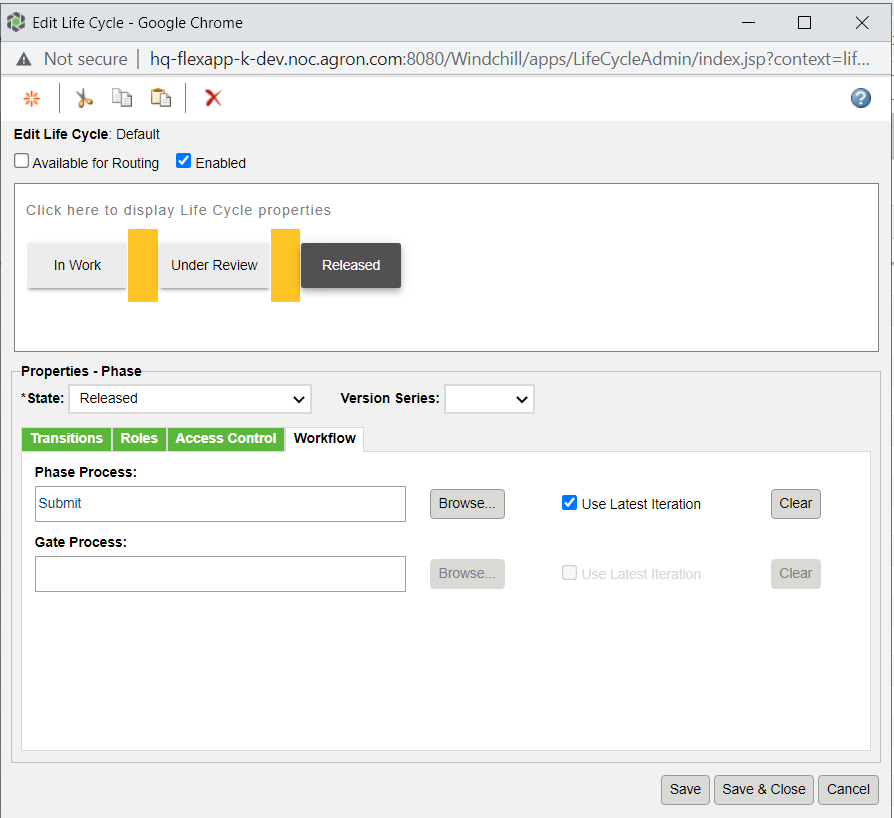 Edit Life Cycle - Google Chrome
Not secure | hq-flexapp-k-dev.noc.agron.com:8080/Windchill/apps/LifeCycleAdmin/index.jsp?context=lif...
?
Edit Life Cycle: Default
Available for Routing Enabled
Click here to display Life Cycle properties
In Work Under Review Released
Properties - Phase
*State: Released Version Series:
Transitions Roles Access Control Workflow
Phase Process:
Submit Browse... Use Latest Iteration Clear
Gate Process:
Browse... Use Latest Iteration Clear
Save Save & Close Cancel